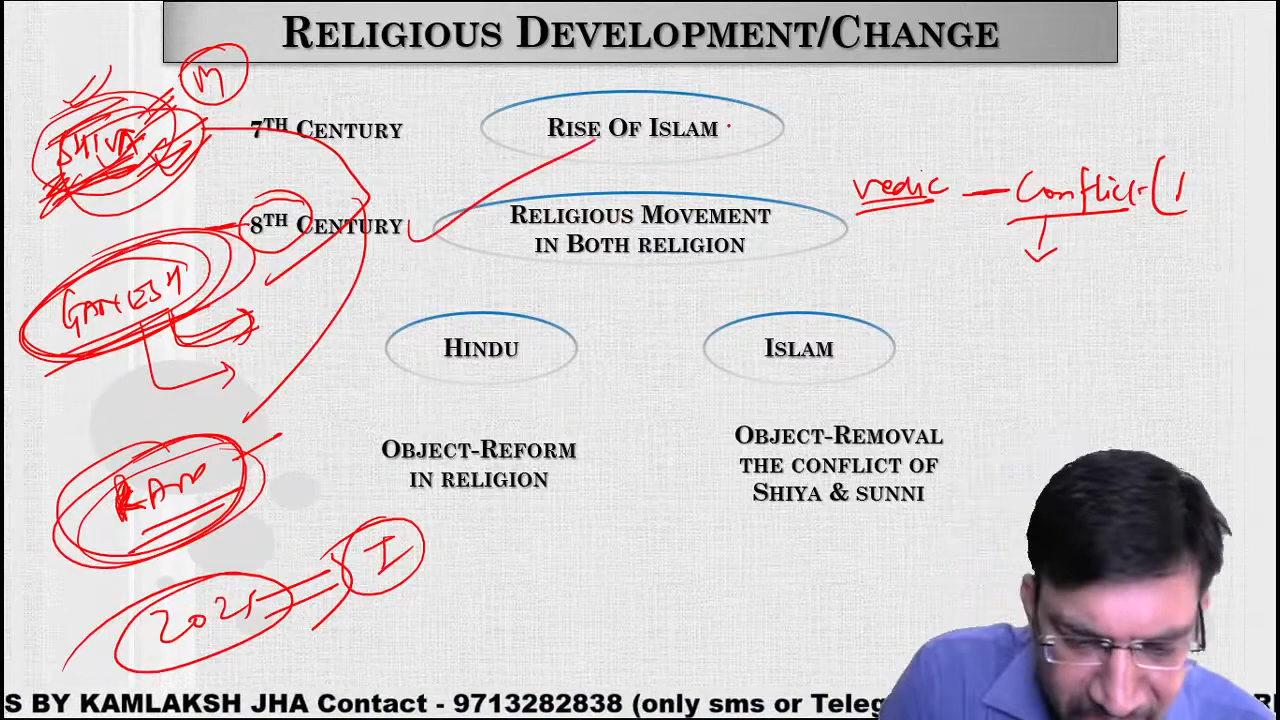 RELIGIOUS DEVELOPMENT/CHANGE
M
SHIVA
7TH CENTURY
RISE OF ISLAM
vedic — Conflict (1
8TH CENTURY
RELIGIOUS MOVEMENT
IN BOTH RELIGION
GANESH
HINDU
ISLAM
OBJECT-REFORM
IN RELIGION
OBJECT-REMOVAL
THE CONFLICT OF
SHIYA & SUNNI
RAM
I
2025
S BY KAMLAKSH JHA Contact - 9713282838 (only sms or Teleg